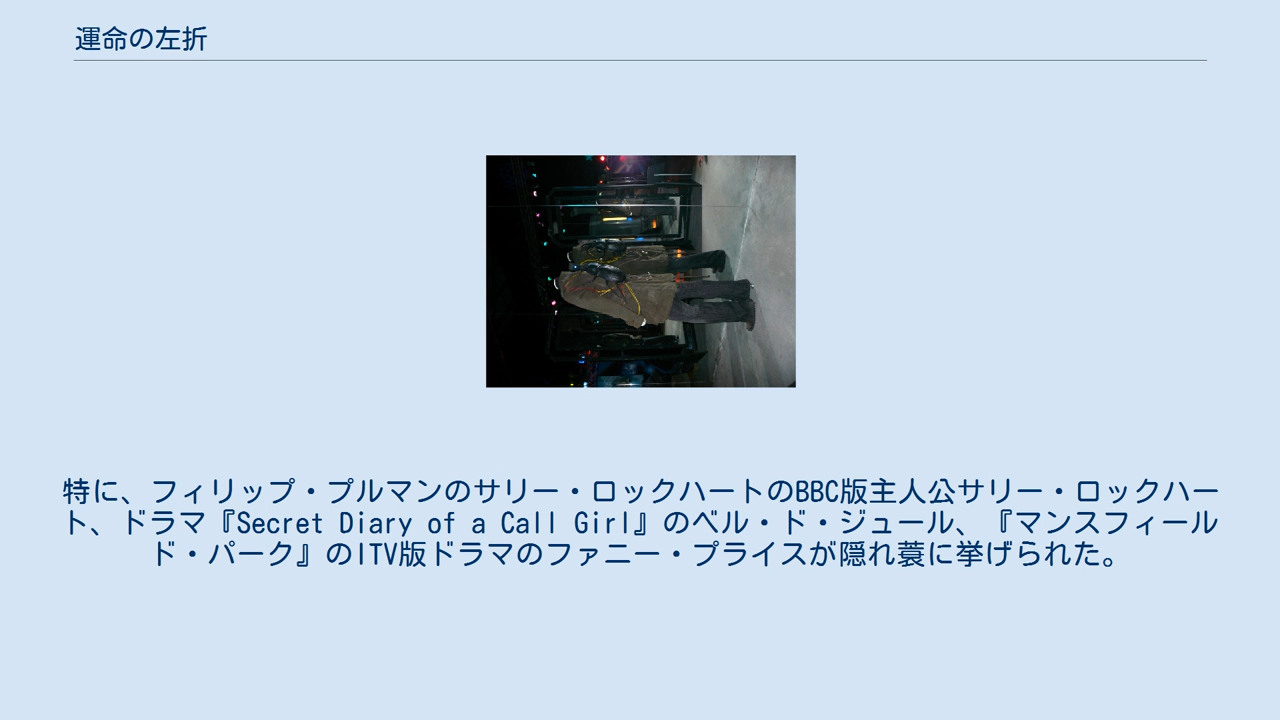 運命の左折
特に、フィリップ・プルマンのサリー・ロックハートのBBC版主人公サリー・ロックハー
ト、ドラマ『Secret Diary of a Call Girl』のベル・ド・ジュール、『マンスフィール
ド・パーク』のITV版ドラマのファニー・プライスが隠れ蓑に挙げられた。